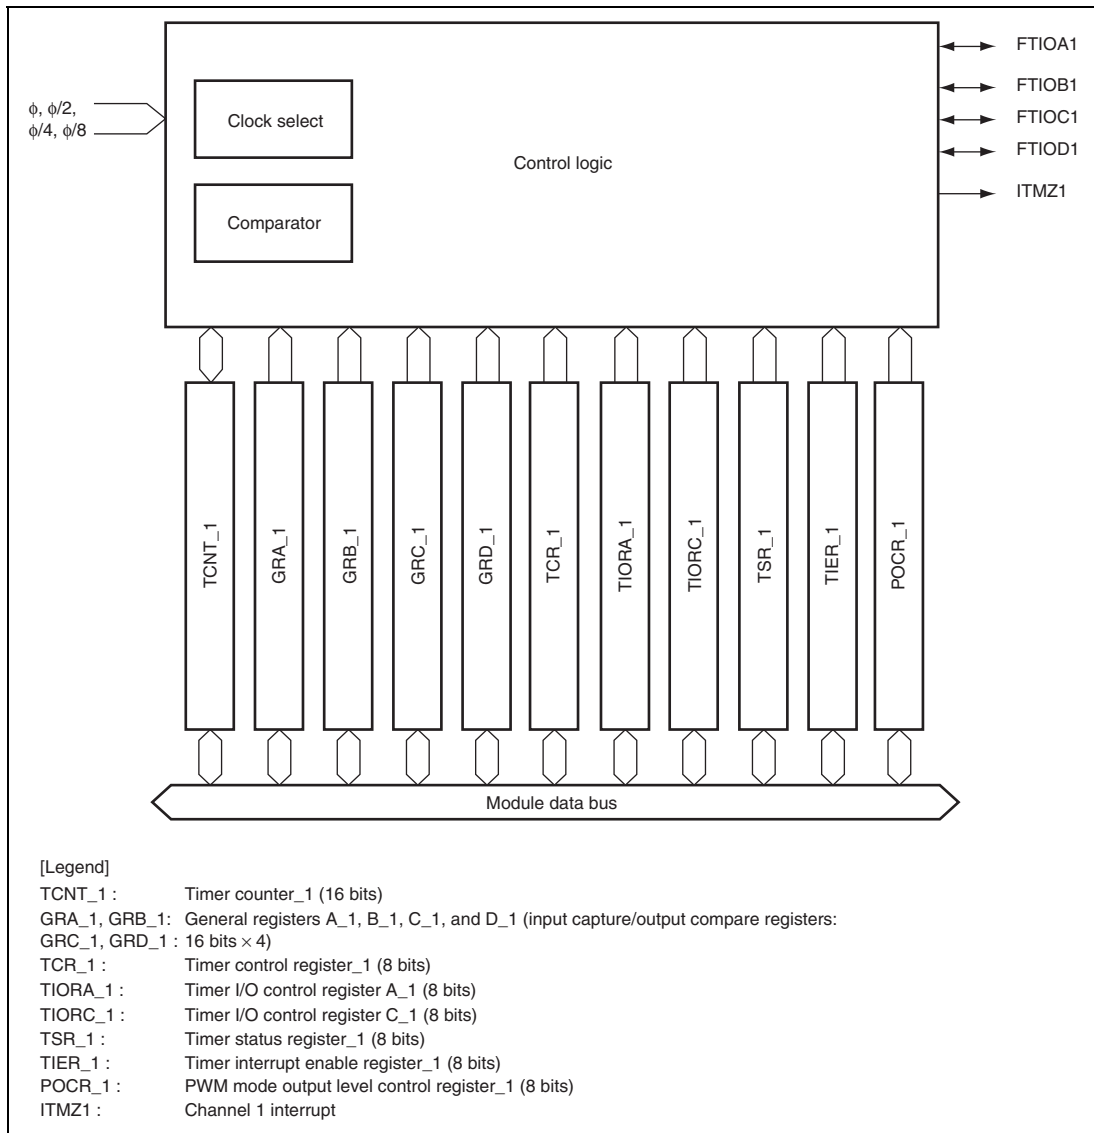 φ, φ/2,
φ/4, φ/8
Clock select
Comparator
Control logic
FTIOA1
FTIOB1
FTIOC1
FTIOD1
ITMZ1
TCNT_1
GRA_1
GRB_1
GRC_1
GRD_1
TCR_1
TIORA_1
TIORC_1
TSR_1
TIER_1
POCR_1
Module data bus
[Legend]
TCNT_1 : Timer counter_1 (16 bits)
GRA_1, GRB_1: General registers A_1, B_1, C_1, and D_1 (input capture/output compare registers:
GRC_1, GRD_1 : 16 bits × 4)
TCR_1 : Timer control register_1 (8 bits)
TIORA_1 : Timer I/O control register A_1 (8 bits)
TIORC_1 : Timer I/O control register C_1 (8 bits)
TSR_1 : Timer status register_1 (8 bits)
TIER_1 : Timer interrupt enable register_1 (8 bits)
POCR_1 : PWM mode output level control register_1 (8 bits)
ITMZ1 : Channel 1 interrupt